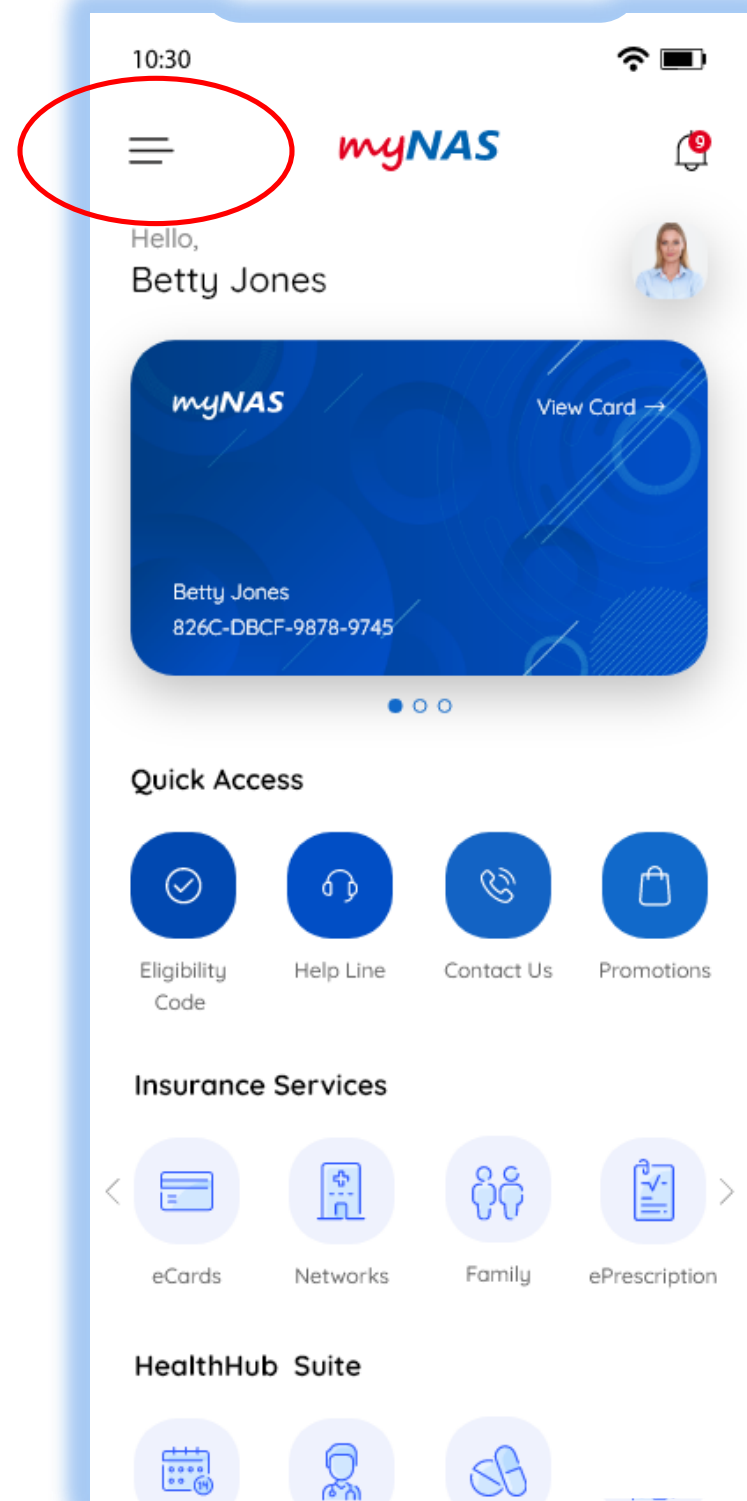 10:30
myNAS
9
Hello,
Betty Jones
myNAS
View Card →
Betty Jones
826C-DBCF-9878-9745
Quick Access
Eligibility Code
Help Line
Contact Us
Promotions
Insurance Services
eCards
Networks
Family
ePrescription
HealthHub Suite
14